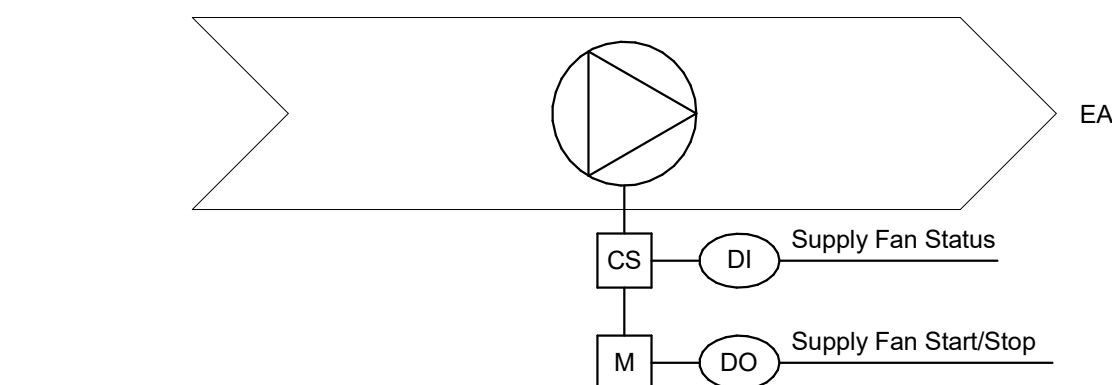 EA
CS
DI
Supply Fan Status
M
DO
Supply Fan Start/Stop